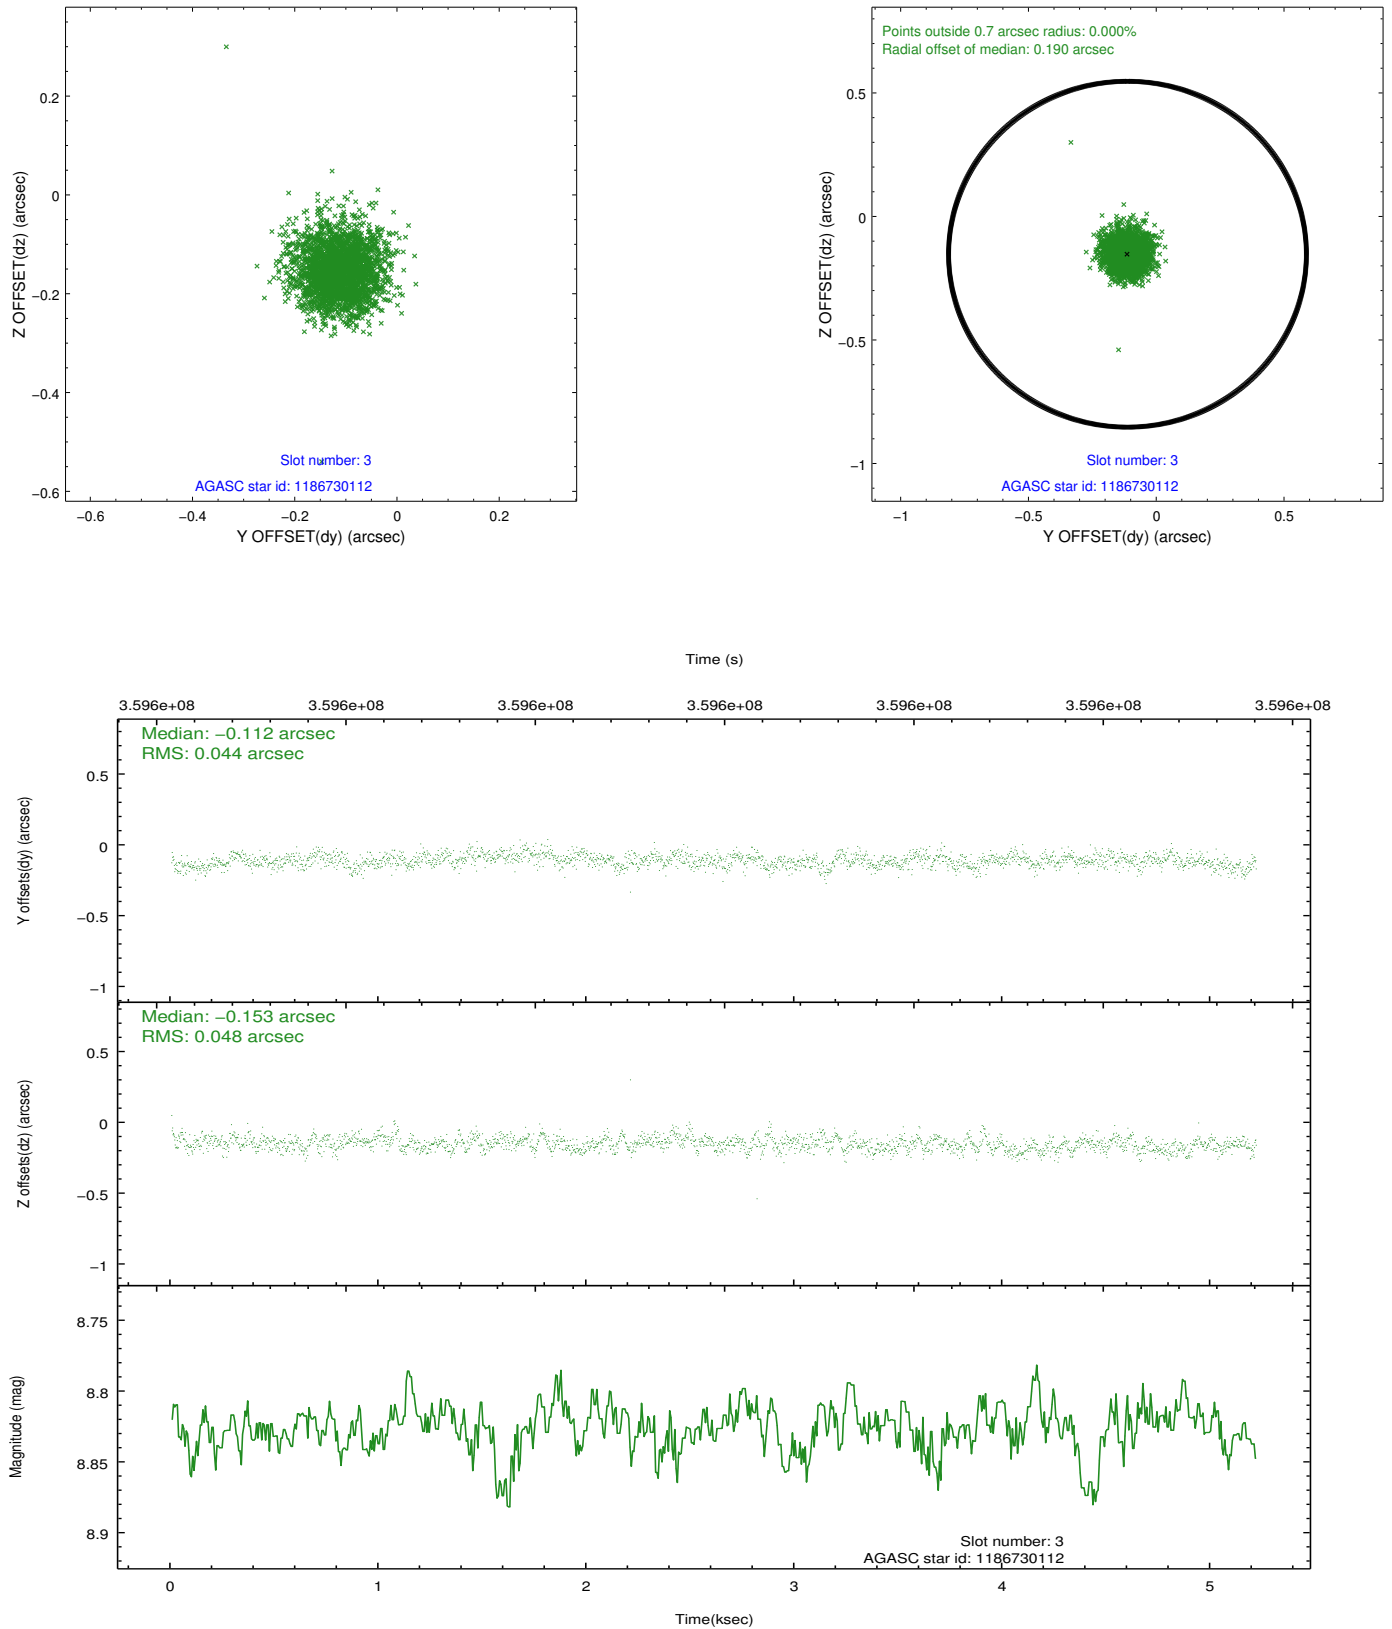 0.2
0
−0.2
−0.4
−0.6
Z OFFSET(dz) (arcsec)
−0.6
−0.4
−0.2
0
0.2
Y OFFSET(dy) (arcsec)
Slot number: 3
AGASC star id: 1186730112
Points outside 0.7 arcsec radius: 0.000%
Radial offset of median: 0.190 arcsec
0.5
0
−0.5
−1
Z OFFSET(dz) (arcsec)
Slot number: 3
AGASC star id: 1186730112
−1
−0.5
0
0.5
Y OFFSET(dy) (arcsec)
Time (s)
3.596e+08 3.596e+08 3.596e+08 3.596e+08 3.596e+08 3.596e+08 3.596e+08
Median: −0.112 arcsec
RMS: 0.044 arcsec
0.5
0
−0.5
−1
Y offsets(dy) (arcsec)
Median: −0.153 arcsec
RMS: 0.048 arcsec
0.5
0
−0.5
−1
Z offsets(dz) (arcsec)
8.75
8.8
8.85
8.9
Magnitude (mag)
Slot number: 3
AGASC star id: 1186730112
0 1 2 3 4 5
Time(ksec)